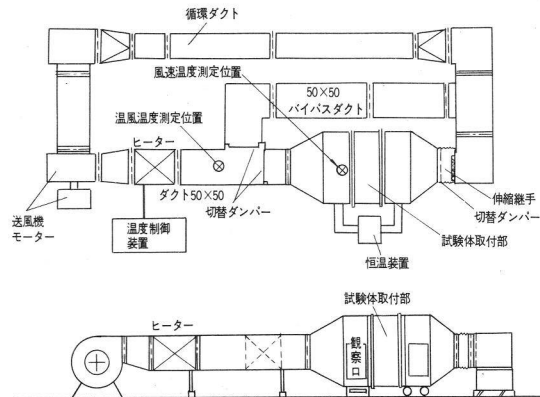 循環ダクト
風速温度測定位置
50×50
バイパスダクト
温風温度測定位置
ヒーター
ダクト50×50
切替ダンパー
送風機
モーター
温度制御
装置
恒温装置
伸縮継手
切替ダンパー
試験体取付部
試験体取付部
ヒーター
観察口